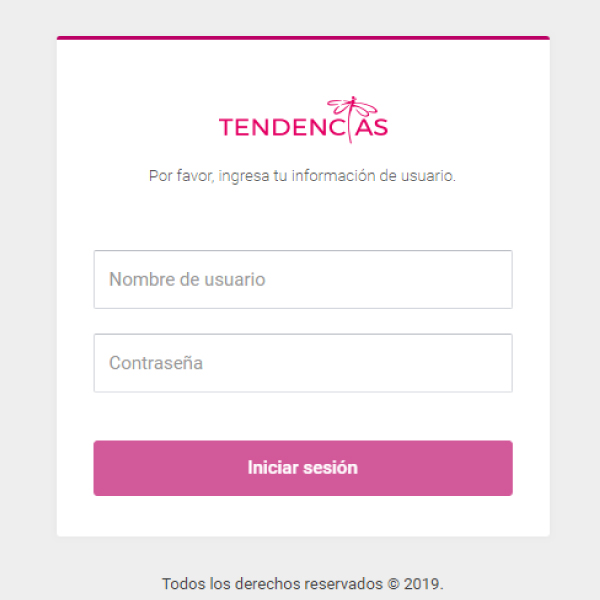 TENDENCIAS
Por favor, ingresa tu información de usuario.
Nombre de usuario
Contraseña
Iniciar sesión
Todos los derechos reservados © 2019.